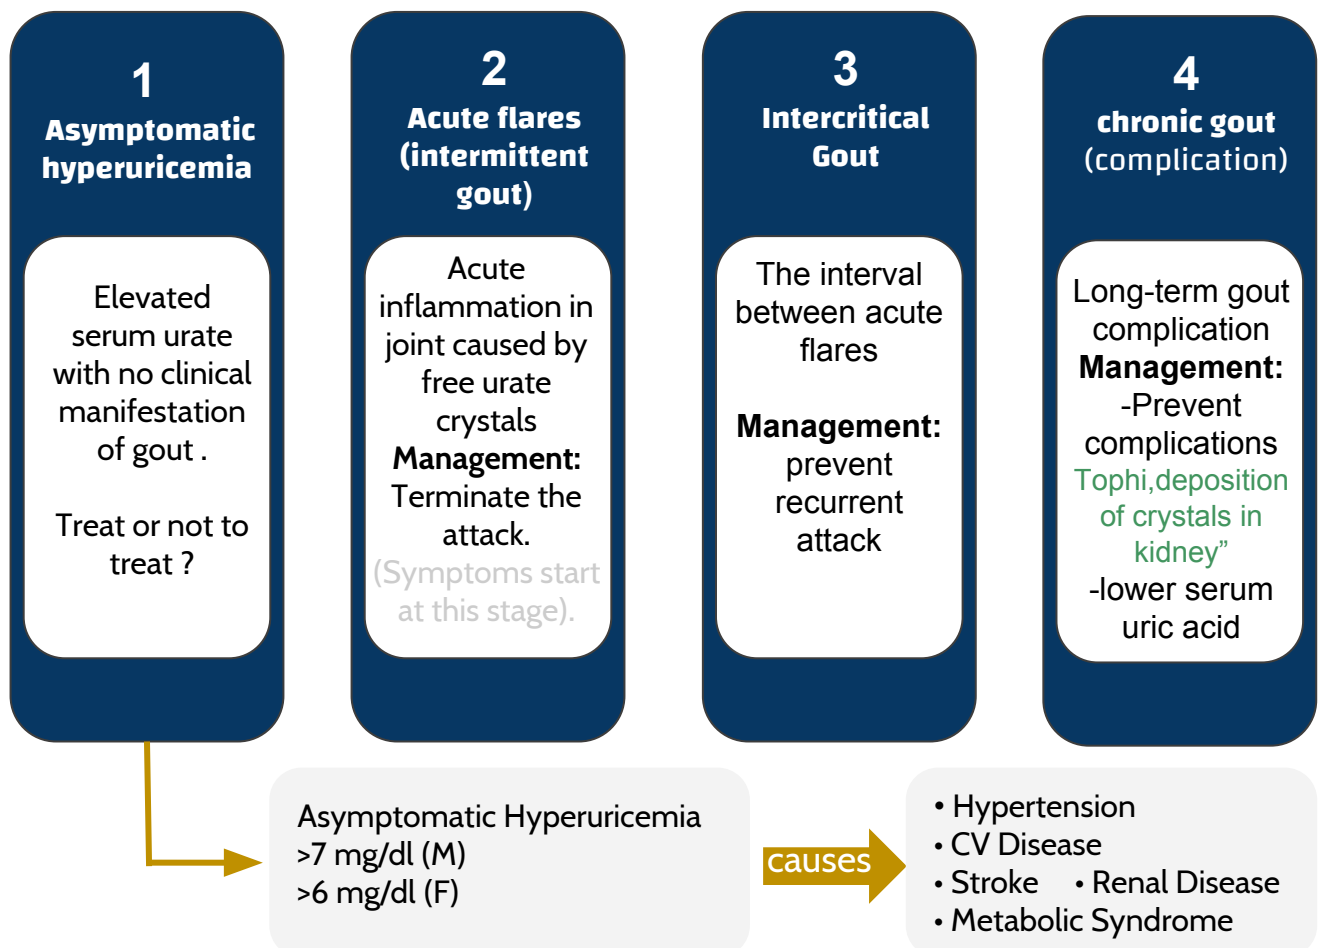 1
Asymptomatic
hyperuricemia
Elevated
serum urate
with no clinical
manifestation
of gout .
Treat or not to
treat ?
2
Acute flares
(intermittent
gout)
Acute
inflammation in
joint caused by
free urate
crystals
Management:
Terminate the
attack.
(Symptoms start
at this stage).
3
Intercritical
Gout
The interval
between acute
flares
Management:
prevent
recurrent
attack
4
chronic gout
(complication)
Long-term gout
complication
Management:
-Prevent
complications
Tophi,deposition
of crystals in
kidney”
-lower serum
uric acid
Asymptomatic Hyperuricemia
>7 mg/dl (M)
>6 mg/dl (F)
causes
• Hypertension
• CV Disease
• Stroke • Renal Disease
• Metabolic Syndrome